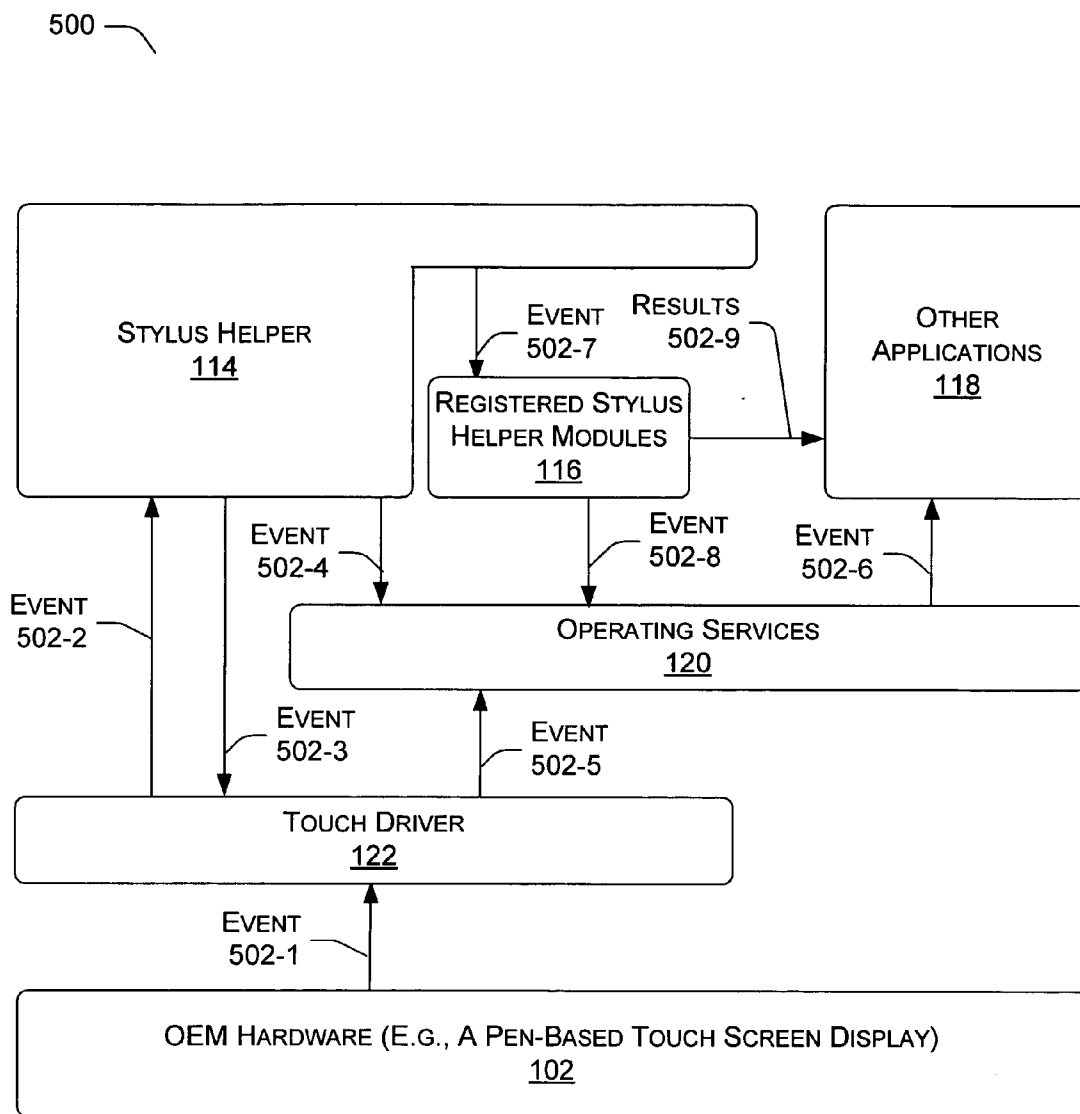 500
STYLUS HELPER
114
EVENT
502-7
RESULTS
502-9
OTHER
APPLICATIONS
118
REGISTERED STYLUS
HELPER MODULES
116
EVENT
502-4
EVENT
502-8
EVENT
502-6
EVENT
502-2
OPERATING SERVICES
120
EVENT
502-3
EVENT
502-5
TOUCH DRIVER
122
EVENT
502-1
OEM HARDWARE (E.G., A PEN-BASED TOUCH SCREEN DISPLAY)
102